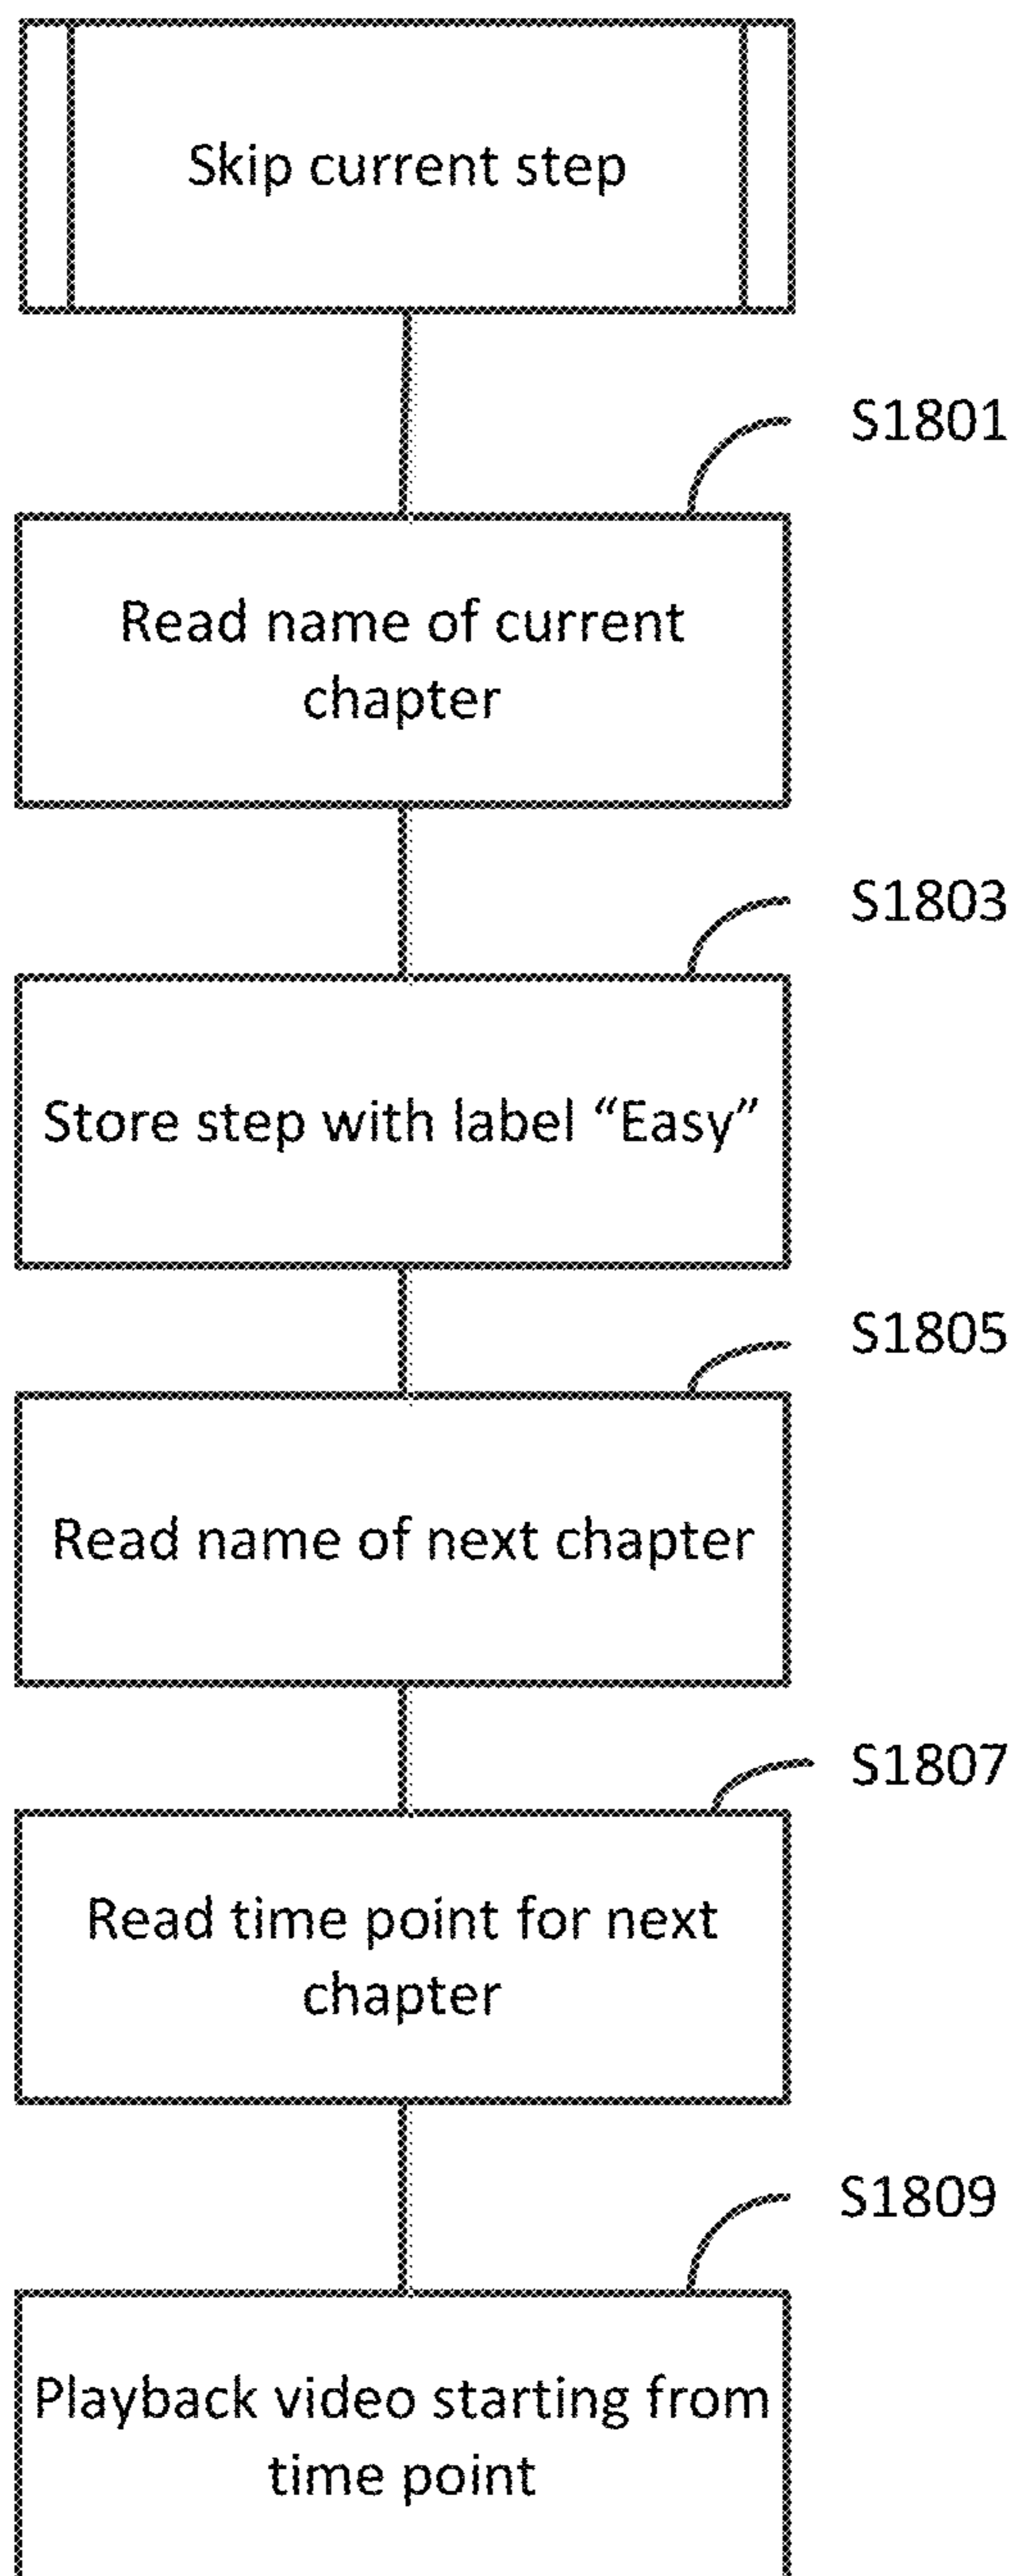 Skip current step
S1801
Read name of current
chapter
S1803
Store step with label “Easy”
S1805
Read name of next chapter
S1807
Read time point for next
chapter
S1809
Playback video starting from
time point